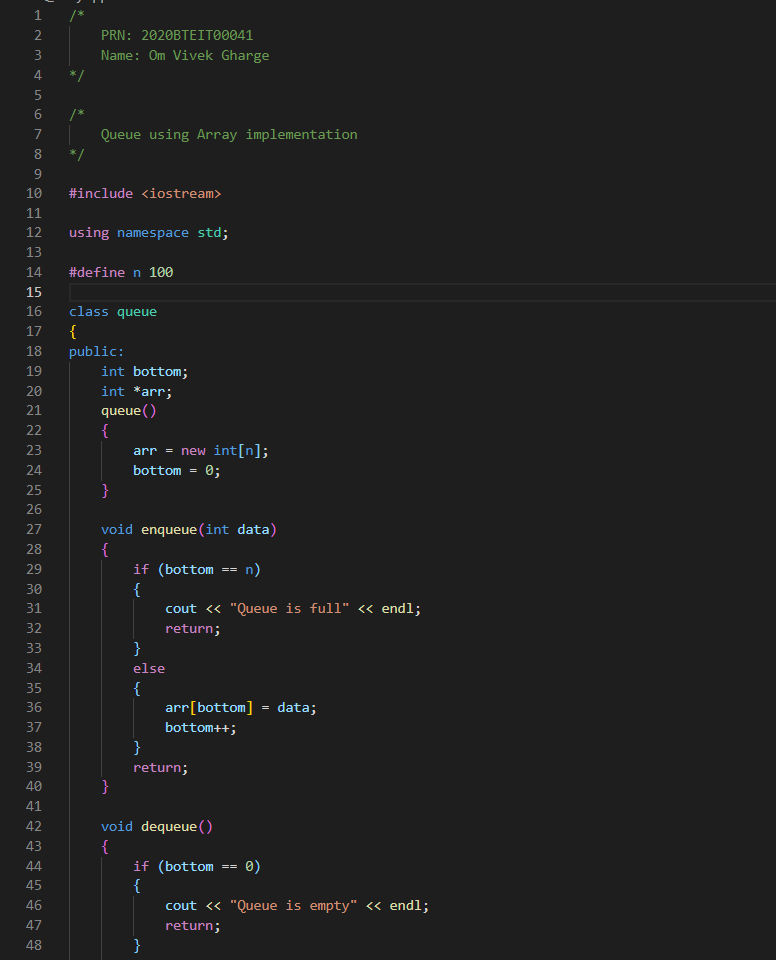 1 /*
2     PRN: 2020BTEIT00041
3     Name: Om Vivek Gharge
4 */
5
6 /*
7     Queue using Array implementation
8 */
9
10 #include <iostream>
11
12 using namespace std;
13
14 #define n 100
15
16 class queue
17 {
18 public:
19     int bottom;
20     int *arr;
21     queue()
22     {
23         arr = new int[n];
24         bottom = 0;
25     }
26
27     void enqueue(int data)
28     {
29         if (bottom == n)
30         {
31             cout << "Queue is full" << endl;
32             return;
33         }
34         else
35         {
36             arr[bottom] = data;
37             bottom++;
38         }
39         return;
40     }
41
42     void dequeue()
43     {
44         if (bottom == 0)
45         {
46             cout << "Queue is empty" << endl;
47             return;
48         }